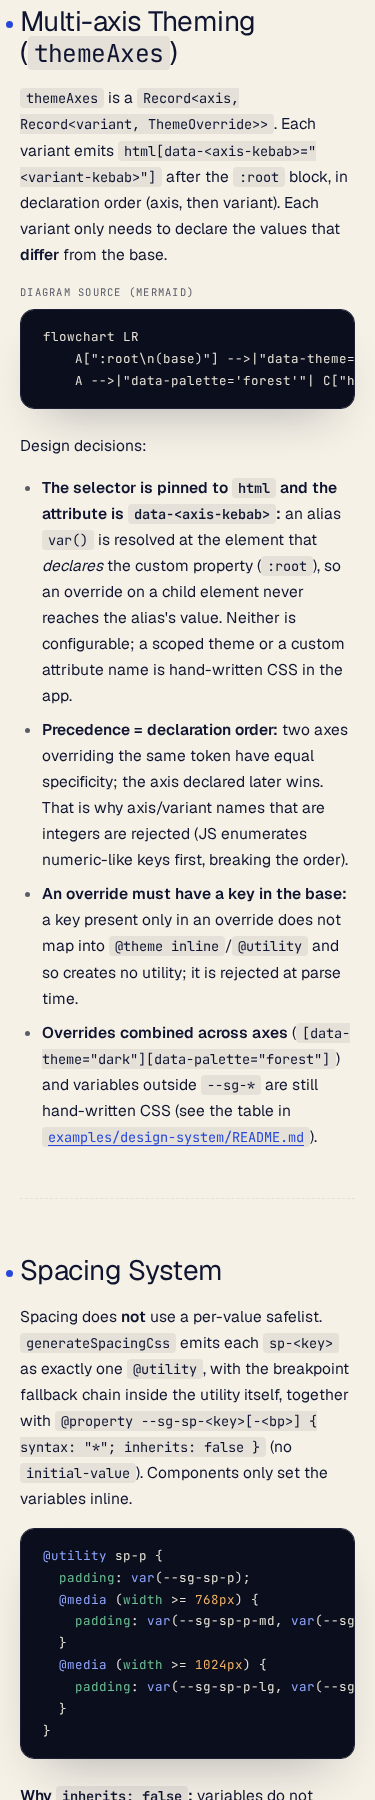 Multi-axis Theming
(themeAxes)
themeAxes is a Record<axis,
Record<variant, ThemeOverride>>. Each
variant emits html[data-<axis-kebab>="
<variant-kebab>"] after the :root block, in
declaration order (axis, then variant). Each
variant only needs to declare the values that
differ from the base.
DIAGRAM SOURCE (MERMAID)
flowchart LR
A[":root\n(base)"] -->|"data-theme=
A -->|"data-palette='forest'"| C["h
Design decisions:
The selector is pinned to html and the
attribute is data-<axis-kebab>: an alias
var() is resolved at the element that
declares the custom property (:root), so
an override on a child element never
reaches the alias's value. Neither is
configurable; a scoped theme or a custom
attribute name is hand-written CSS in the
app.
Precedence = declaration order: two axes
overriding the same token have equal
specificity; the axis declared later wins.
That is why axis/variant names that are
integers are rejected (JS enumerates
numeric-like keys first, breaking the order).
An override must have a key in the base:
a key present only in an override does not
map into @theme inline/@utility and
so creates no utility; it is rejected at parse
time.
Overrides combined across axes ([data-
theme="dark"][data-palette="forest"])
and variables outside --sg-* are still
hand-written CSS (see the table in
examples/design-system/README.md).
Spacing System
Spacing does not use a per-value safelist.
generateSpacingCss emits each sp-<key>
as exactly one @utility, with the breakpoint
fallback chain inside the utility itself, together
with @property --sg-sp-<key>[-<bp>] {
syntax: "*"; inherits: false } (no
initial-value). Components only set the
variables inline.
@utility sp-p {
padding: var(--sg-sp-p);
@media (width >= 768px) {
padding: var(--sg-sp-p-md, var(--sg
}
@media (width >= 1024px) {
padding: var(--sg-sp-p-lg, var(--sg
}
}
Why inherits: false: variables do not